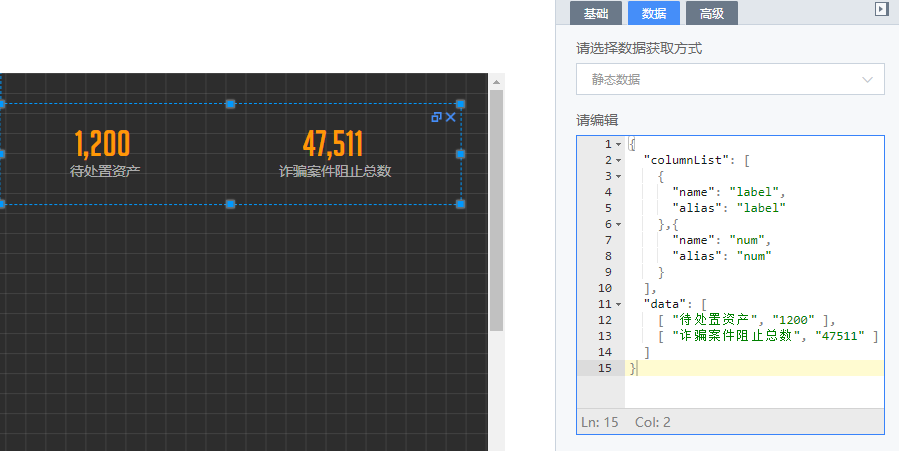 基础 数据 高级
请选择数据获取方式
静态数据
请编辑
1,200 47,511
待处置资产 诈骗案件阻止总数
1 {
2 "columnList": [
3 {
4 "name": "label",
5 "alias": "label"
6 },{
7 "name": "num",
8 "alias": "num"
9 }
10 ],
11 "data": [
12 [ "待处置资产", "1200" ],
13 [ "诈骗案件阻止总数", "47511" ]
14 ]
15 }
Ln: 15 Col: 2